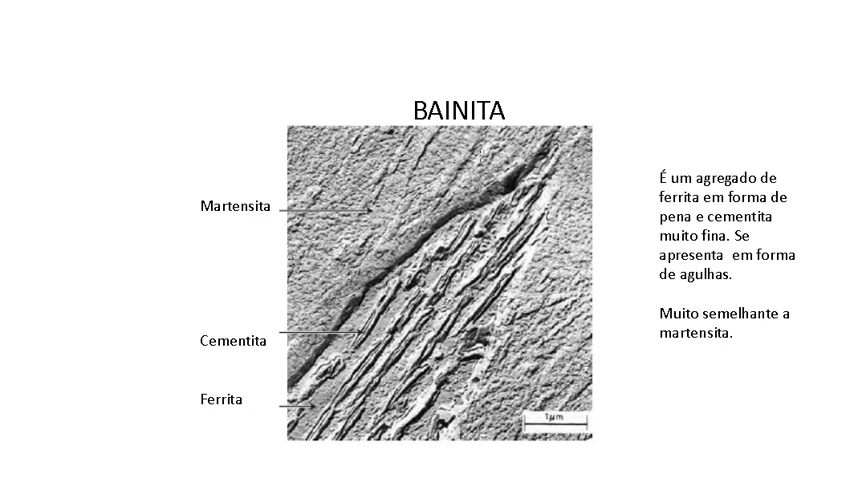 BAINITA
Martensita
Cementita
Ferrita
1µm
É um agregado de
ferrita em forma de
pena e cementita
muito fina. Se
apresenta  em forma
de agulhas.
Muito semelhante a
martensita.